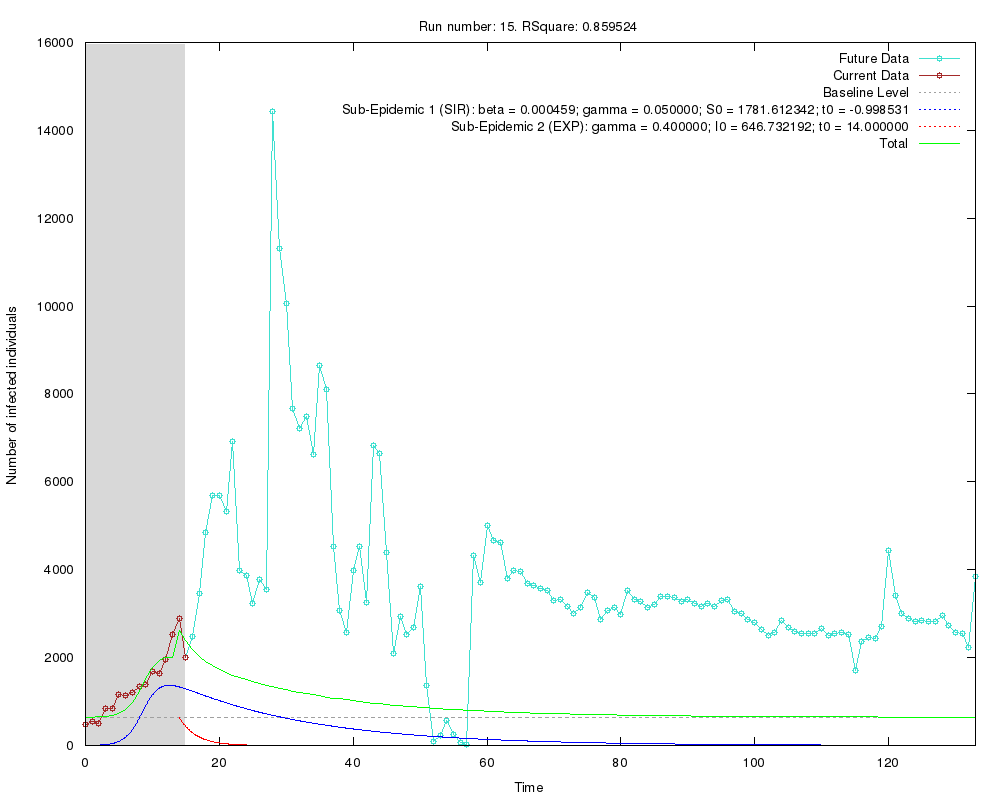 Run number: 15. RSquare: 0.859524
16000
14000
12000
10000
8000
6000
4000
2000
0
Number of infected individuals
Future Data
Current Data
Baseline Level
Sub-Epidemic 1 (SIR): beta = 0.000459; gamma = 0.050000; S0 = 1781.612342; t0 = -0.998531
Sub-Epidemic 2 (EXP): gamma = 0.400000; I0 = 646.732192; t0 = 14.000000
Total
0 20 40 60 80 100 120
Time